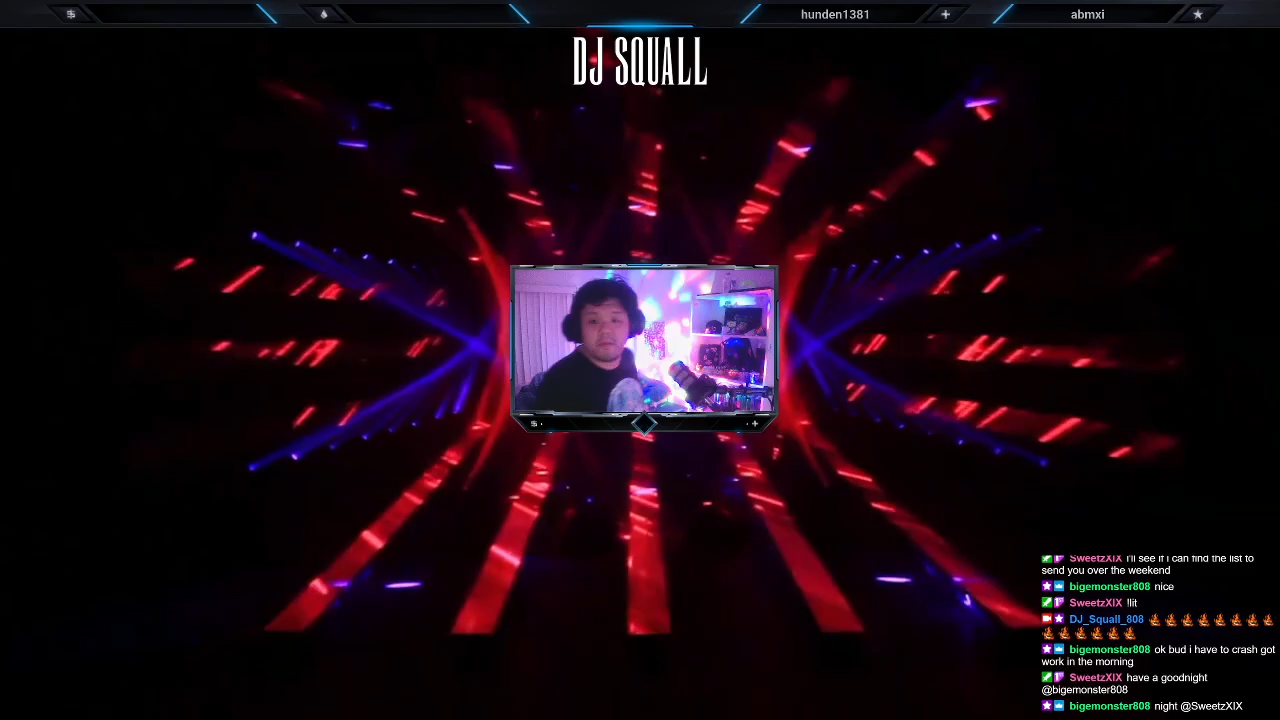 hunden1381
abmxi
DJ SQUALL
SweetzXIX i'll see if i can find the list to
send you over the weekend
bigemonster808 nice
SweetzXIX !lit
DJ_Squall_808
bigemonster808 ok bud i have to crash got
work in the morning
SweetzXIX have a goodnight
@bigemonster808
bigemonster808 night @SweetzXIX